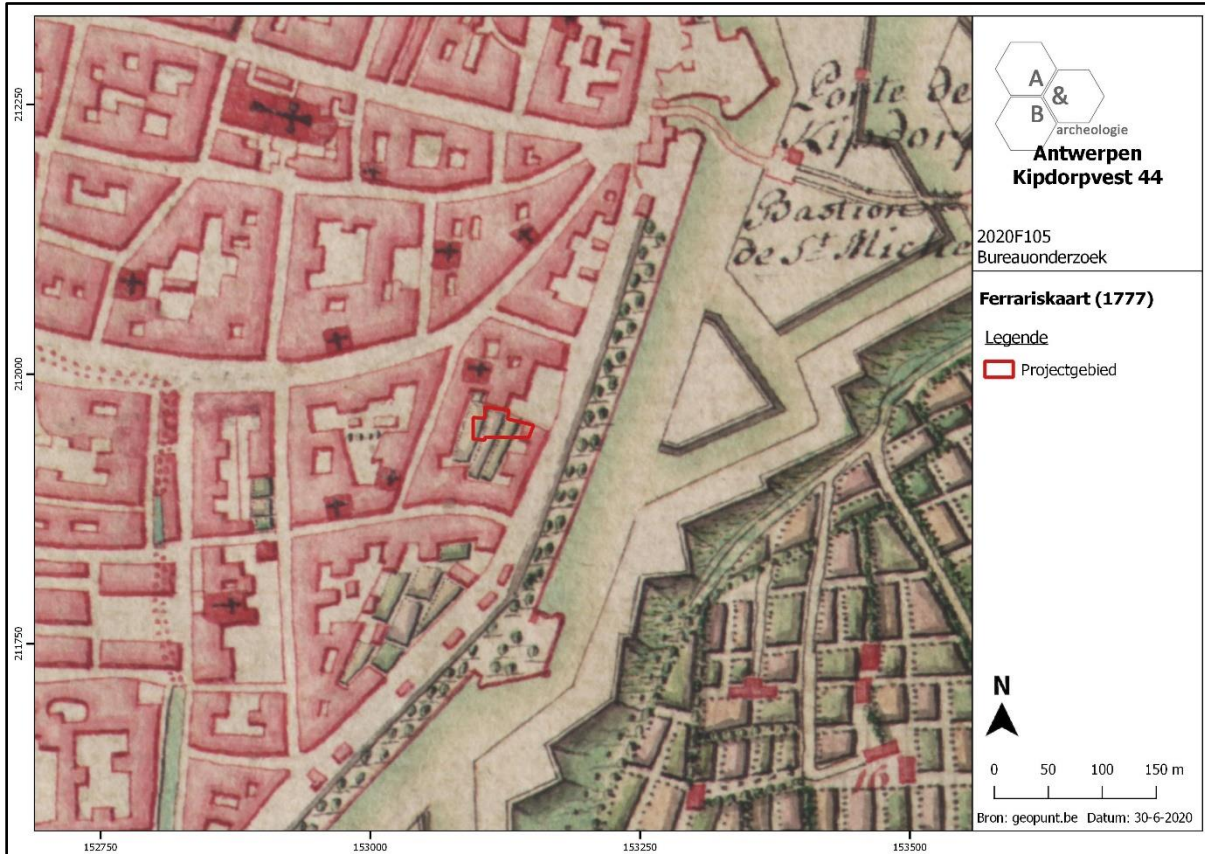 212250
212000
211750
152750
153000
153250
153500
Porte de
Kipdorp
Bastion
de St. Miche
16
A
&
B
archeologie
Antwerpen
Kipdorpvest 44
2020F105
Bureauonderzoek
Ferrariskaart (1777)
Legende
Projectgebied
N
0 50 100 150 m
Bron: geopunt.be Datum: 30-6-2020